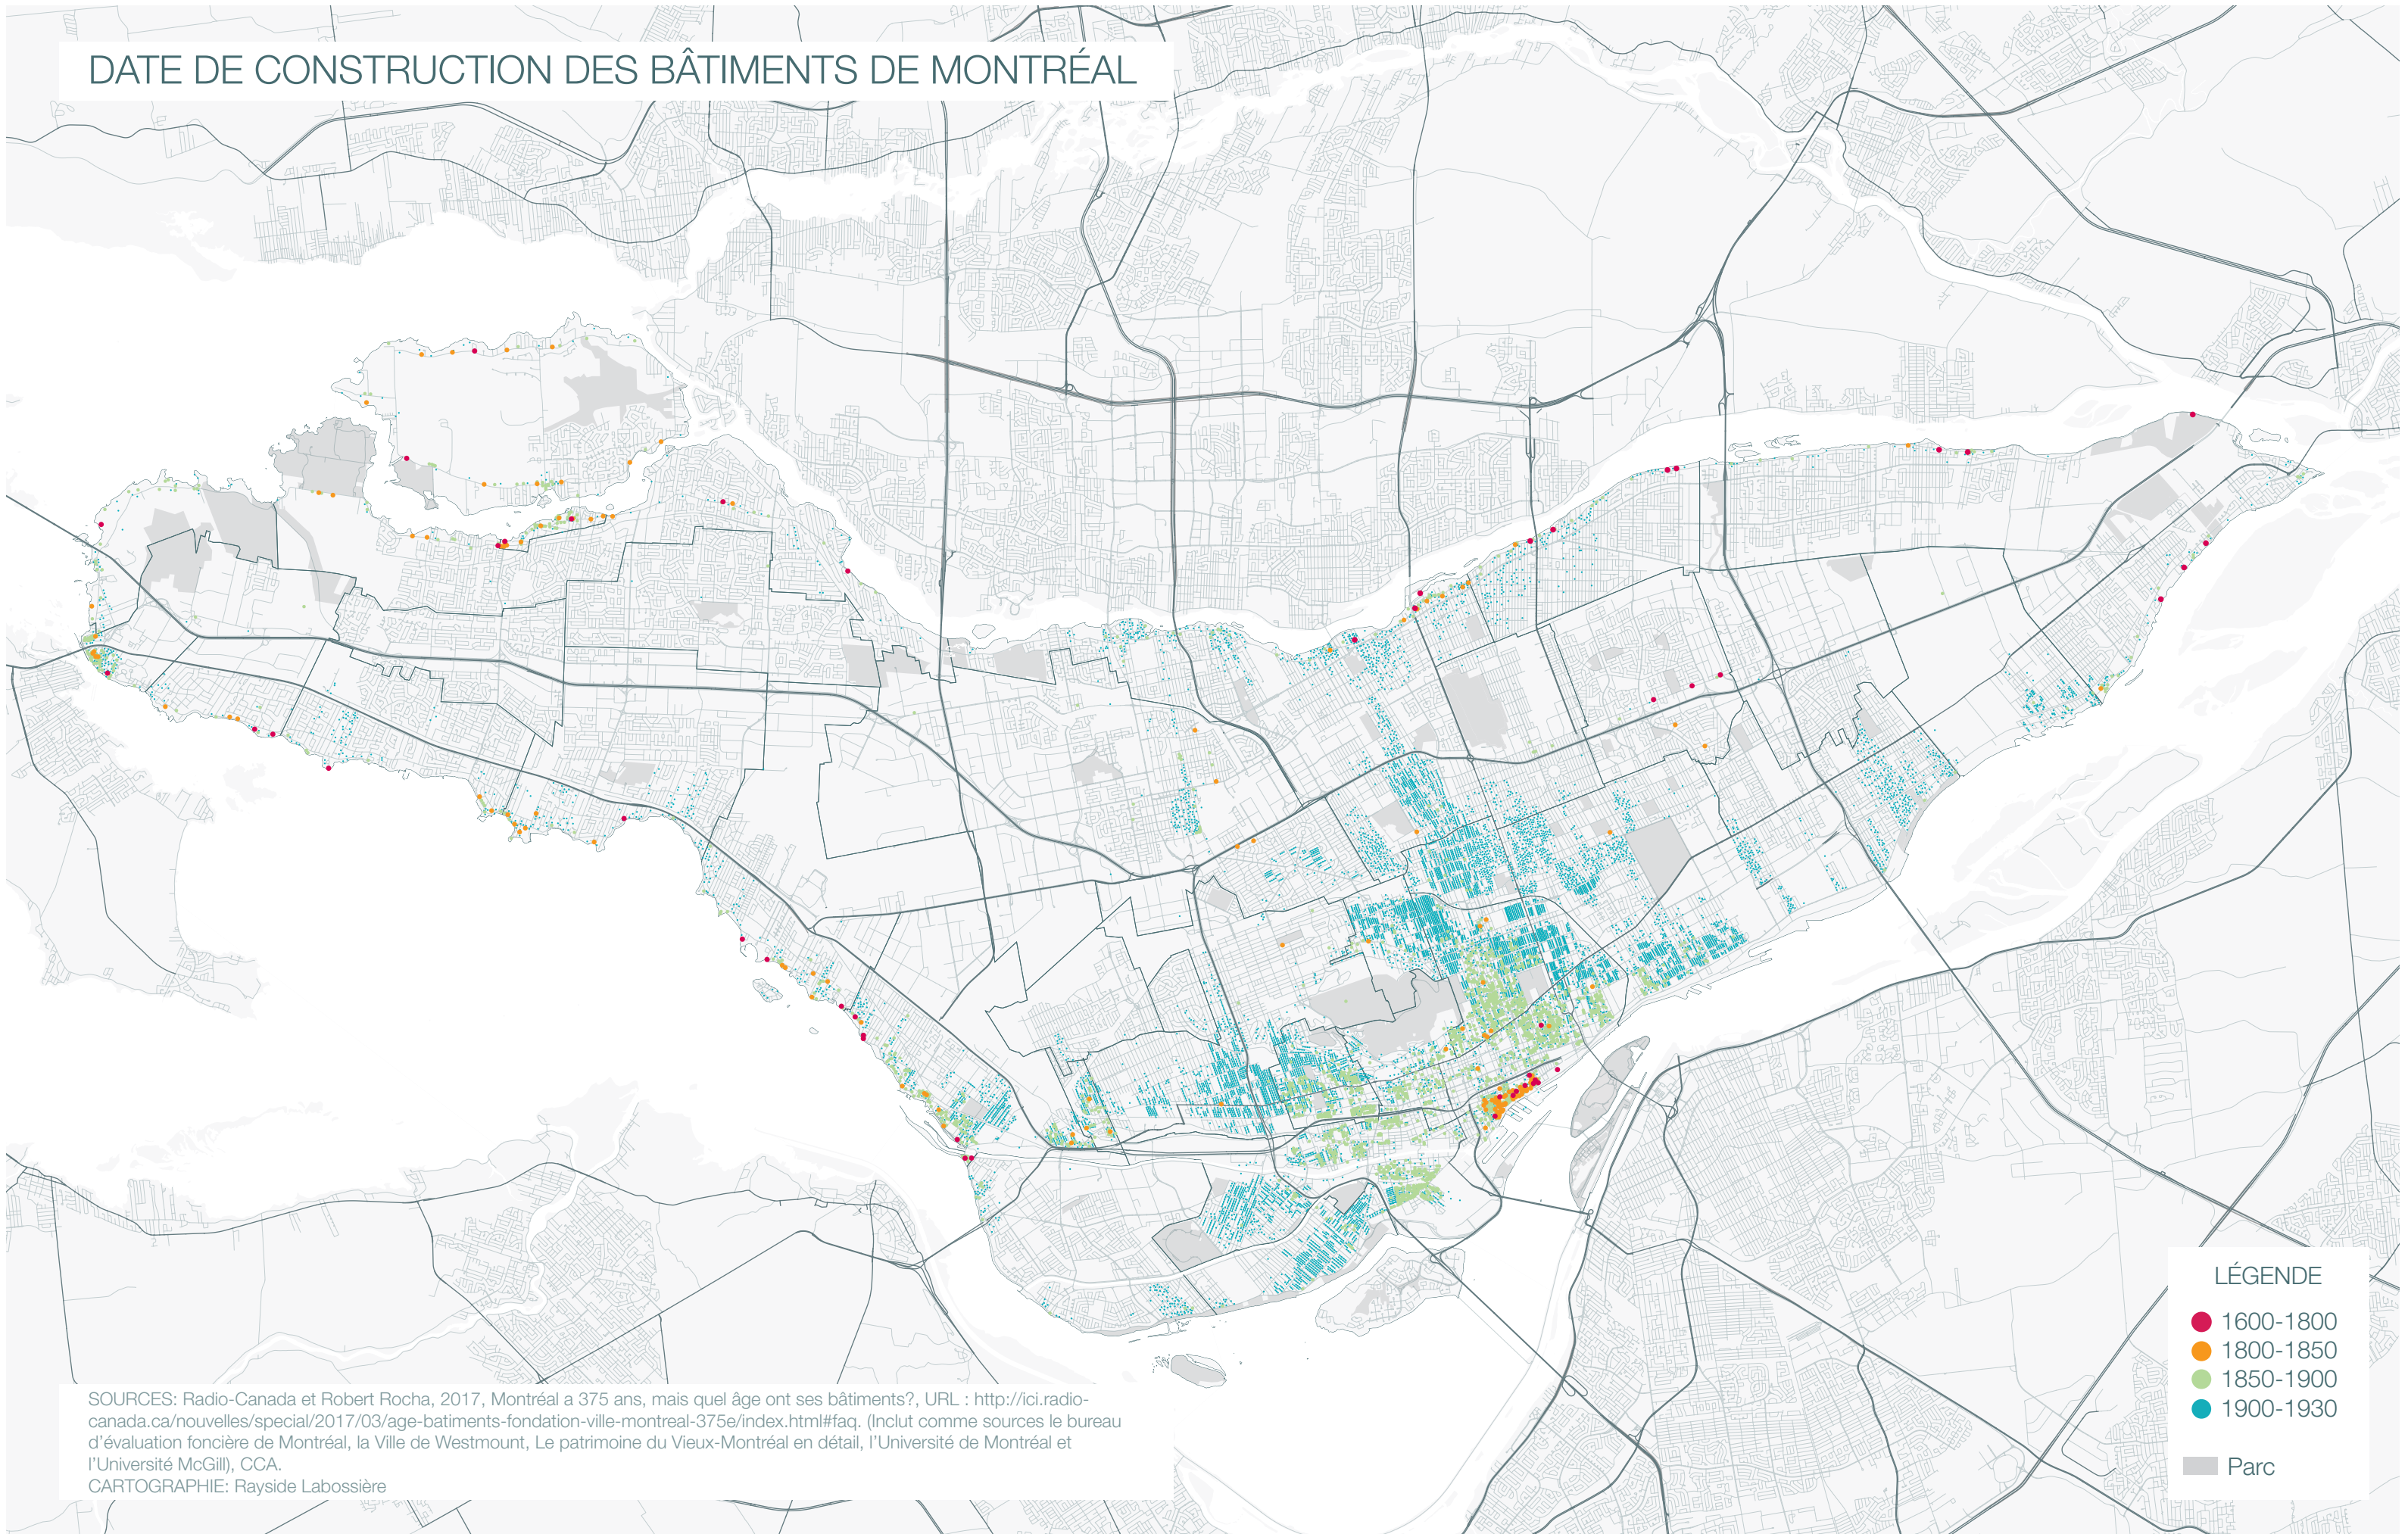 DATE DE CONSTRUCTION DES BÂTIMENTS DE MONTRÉAL
LÉGENDE
1600-1800
1800-1850
1850-1900
1900-1930
Parc
SOURCES: Radio-Canada et Robert Rocha, 2017, Montréal a 375 ans, mais quel âge ont ses bâtiments?, URL : http://ici.radio-
canada.ca/nouvelles/special/2017/03/age-batiments-fondation-ville-montreal-375e/index.html#faq. (Inclut comme sources le bureau
d'évaluation foncière de Montréal, la Ville de Westmount, Le patrimoine du Vieux-Montréal en détail, l'Université de Montréal et
l'Université McGill), CCA.
CARTOGRAPHIE: Rayside Labossière